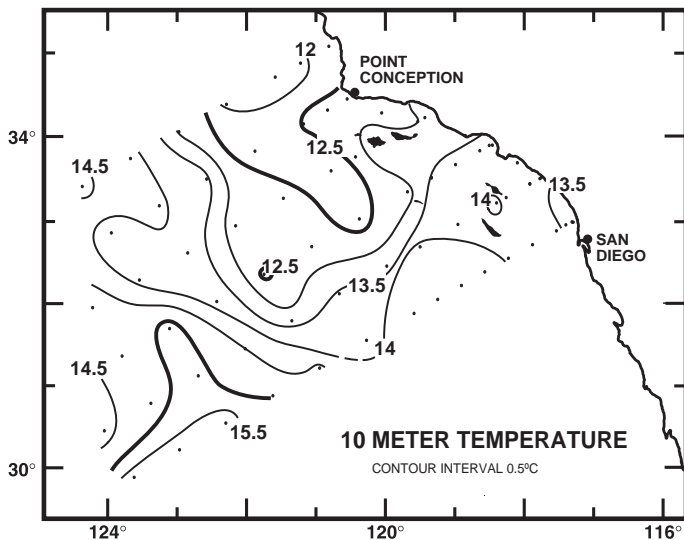 12
POINT
CONCEPTION
34°
12.5
14.5
13.5
14
SAN
DIEGO
12.5
13.5
14
14.5
15.5
10 METER TEMPERATURE
CONTOUR INTERVAL 0.5ºC
30°
124° 120° 116°